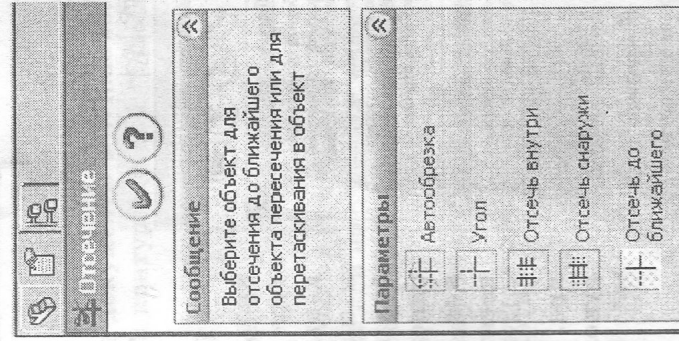 Отсечение
?
Сообщение
Выберите объект для
отсечения до ближайшего
объекта пересечения или для
перетаскивания в объект
Параметры
Автообрезка
Угол
Отсечь внутри
Отсечь снаружи
Отсечь до
ближайшего